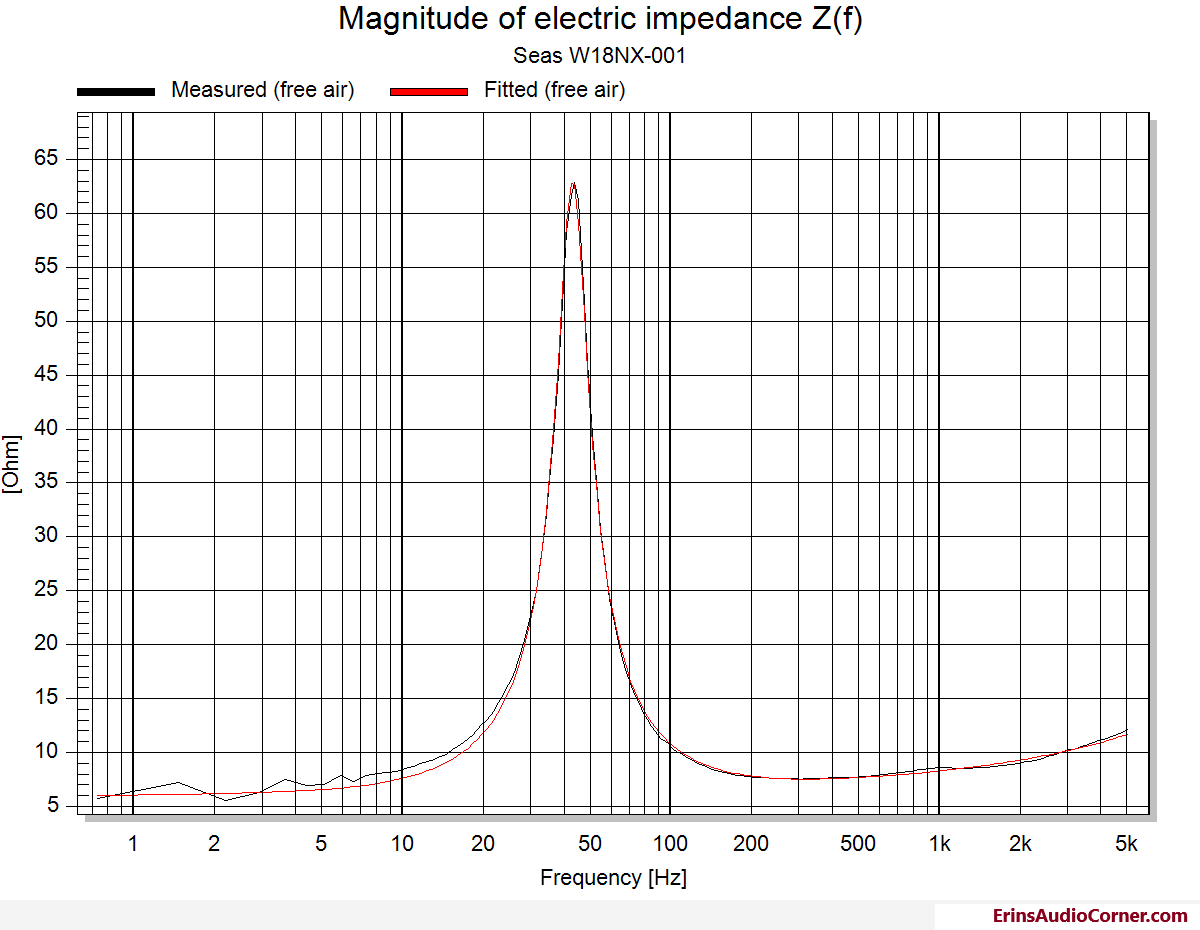 Magnitude of electric impedance Z(f)
Seas W18NX-001
Measured (free air) Fitted (free air)
65
60
55
50
45
40
35
30
25
20
15
10
5
[Ohm]
1 2 5 10 20 50 100 200 500 1k 2k 5k
Frequency [Hz]
ErinsAudioCorner.com